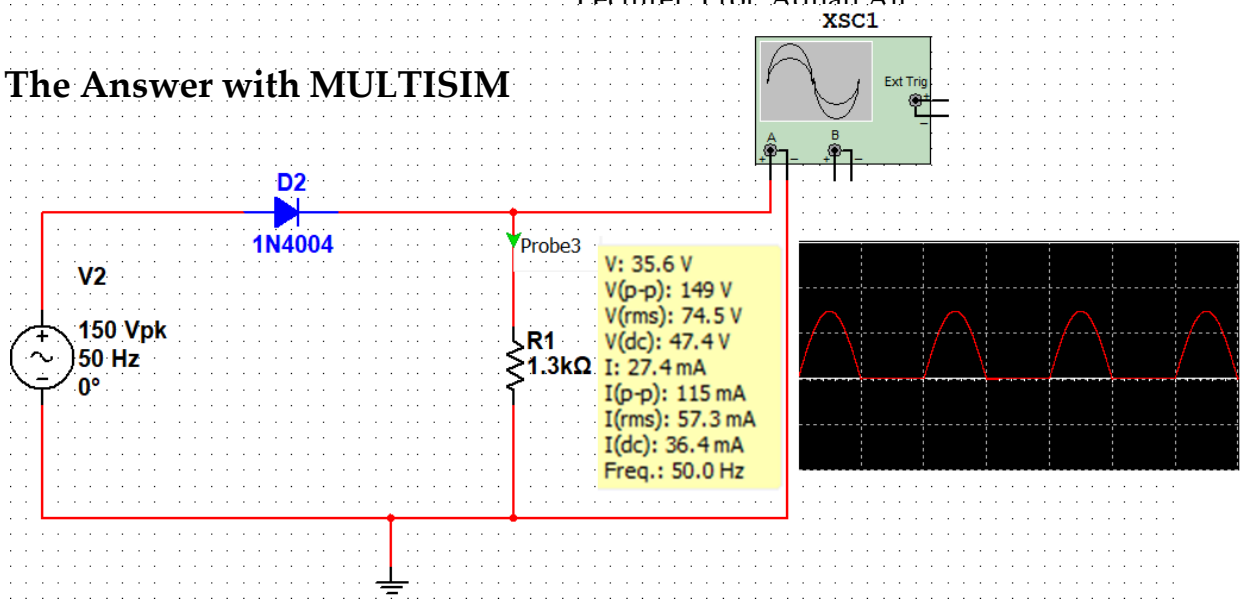 XSC1
The Answer with MULTISIM
Ext Trig
+
−
A
B
+ − + −
D2
1N4004
Probe3
V2
150 Vpk
50 Hz
0°
+
−
R1
1.3kΩ
V: 35.6 V
V(p-p): 149 V
V(rms): 74.5 V
V(dc): 47.4 V
I: 27.4 mA
I(p-p): 115 mA
I(rms): 57.3 mA
I(dc): 36.4 mA
Freq.: 50.0 Hz